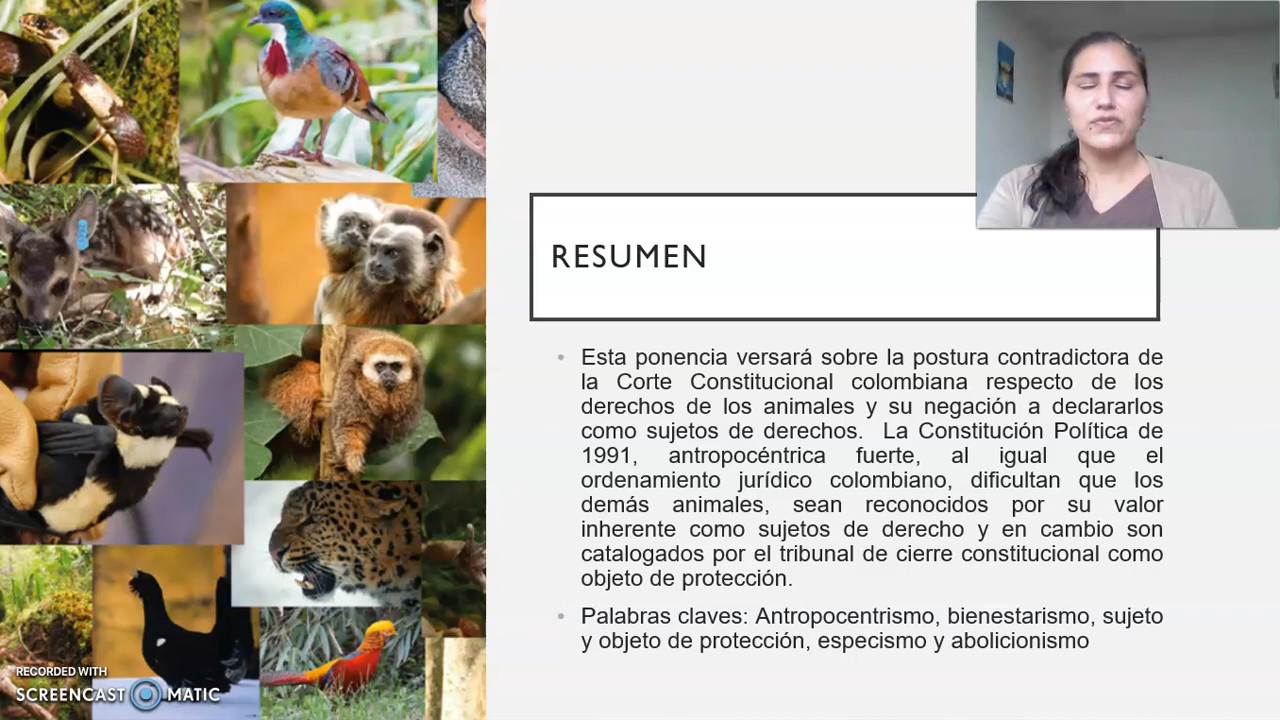 RESUMEN
• Esta ponencia versará sobre la postura contradictora de
la Corte Constitucional colombiana respecto de los
derechos de los animales y su negación a declararlos
como sujetos de derechos. La Constitución Política de
1991, antropocéntrica fuerte, al igual que el
ordenamiento jurídico colombiano, dificultan que los
demás animales, sean reconocidos por su valor
inherente como sujetos de derecho y en cambio son
catalogados por el tribunal de cierre constitucional como
objeto de protección.
• Palabras claves: Antropocentrismo, bienestarismo, sujeto
y objeto de protección, especismo y abolicionismo
RECORDED WITH
SCREENCAST MATIC